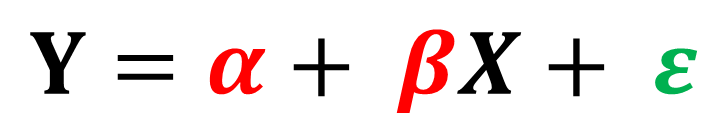 Y = α + βX + ε